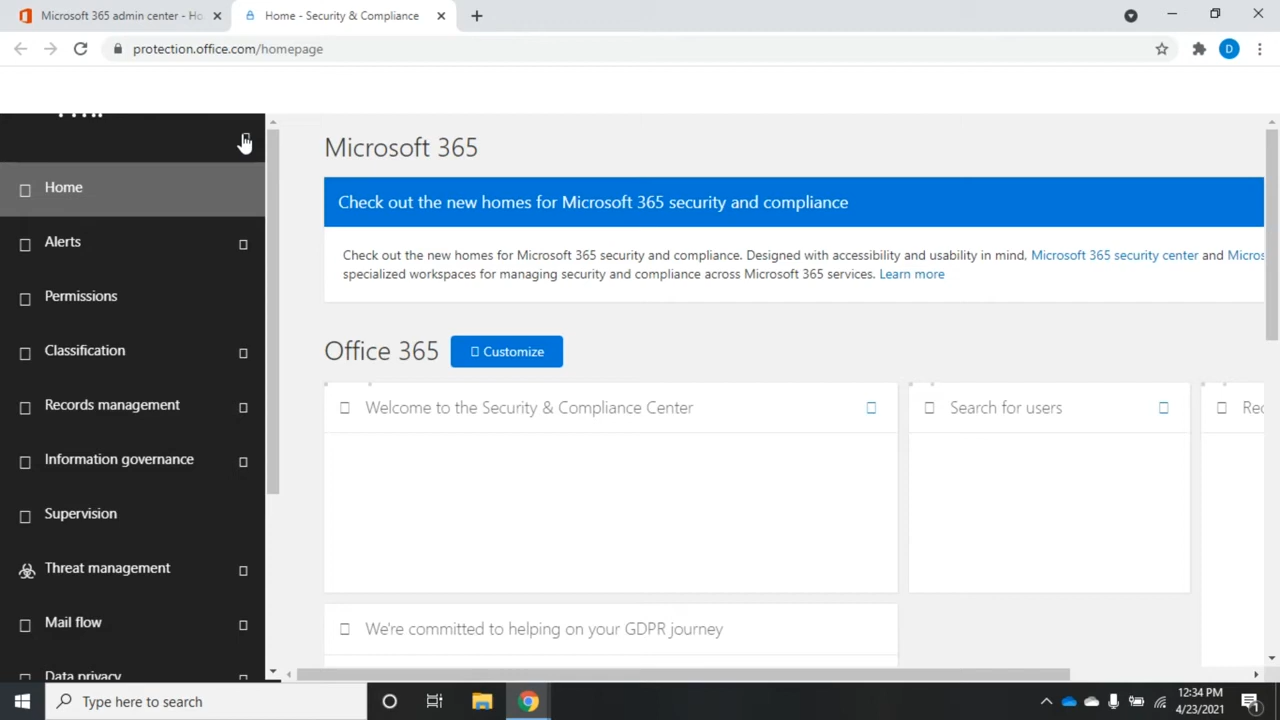 Microsoft 365 admin center - Ho
Home - Security & Compliance
protection.office.com/homepage
D
Home
Alerts
Permissions
Classification
Records management
Information governance
Supervision
Threat management
Mail flow
Data privacy
Microsoft 365
Check out the new homes for Microsoft 365 security and compliance
Check out the new homes for Microsoft 365 security and compliance. Designed with accessibility and usability in mind, Microsoft 365 security center and Micros
specialized workspaces for managing security and compliance across Microsoft 365 services. Learn more
Office 365
Customize
Welcome to the Security & Compliance Center
Search for users
Rec
We're committed to helping on your GDPR journey
Type here to search
12:34 PM
4/23/2021
1